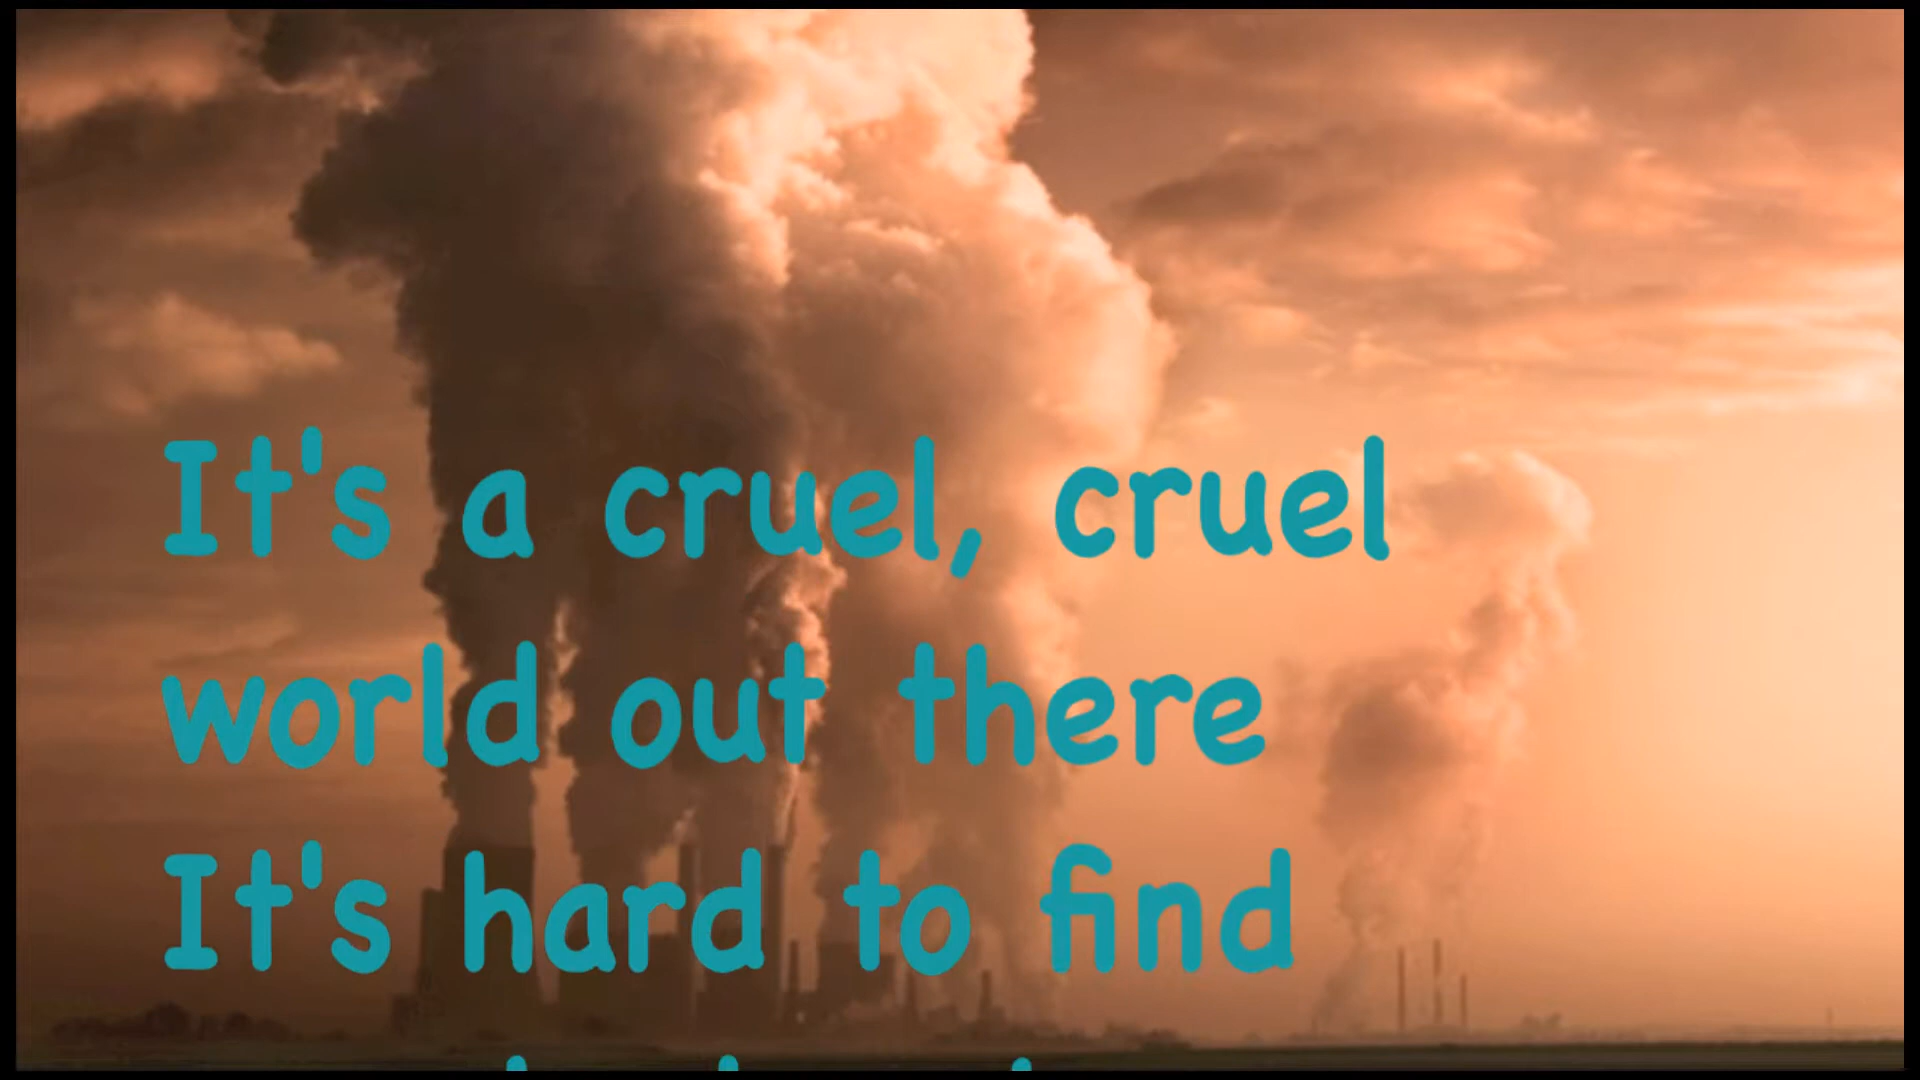 It's a cruel, cruel
world out there
It's hard to find